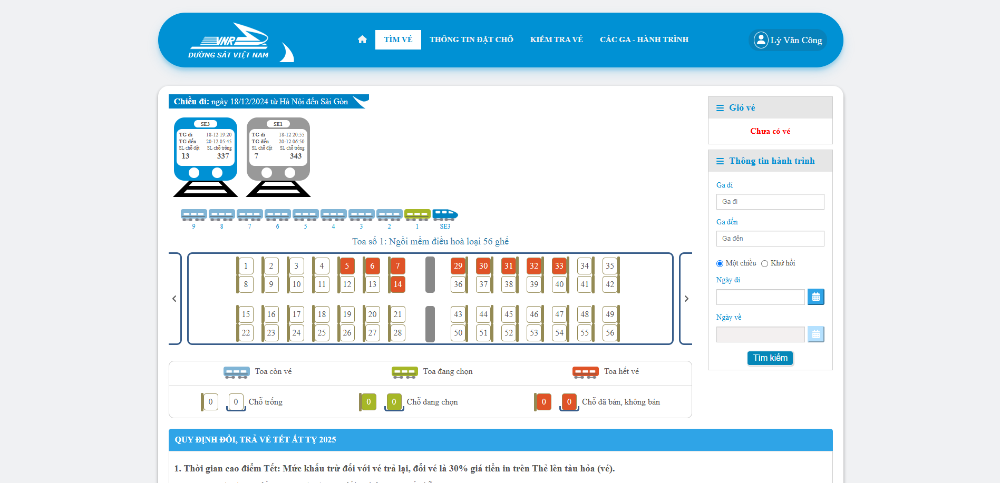 VNR
ĐƯỜNG SẮT VIỆT NAM
TÌM VÉ
THÔNG TIN ĐẶT CHỖ
KIỂM TRA VÉ
CÁC GA - HÀNH TRÌNH
Lý Văn Công
Chiều đi: ngày 18/12/2024 từ Hà Nội đến Sài Gòn
SE3
TG đi 18-12 19:20
TG đến 20-12 05:45
SL chỗ đặt SL chỗ trống
13 337
SE1
TG đi 18-12 20:55
TG đến 20-12 06:50
SL chỗ đặt SL chỗ trống
7 343
9 8 7 6 5 4 3 2 1 SE3
Toa số 1: Ngồi mềm điều hoà loại 56 ghế
1 2 3 4 5 6 7 29 30 31 32 33 34 35
8 9 10 11 12 13 14 36 37 38 39 40 41 42
15 16 17 18 19 20 21 43 44 45 46 47 48 49
22 23 24 25 26 27 28 50 51 52 53 54 55 56
Toa còn vé
Toa đang chọn
Toa hết vé
0 0 Chỗ trống
0 0 Chỗ đang chọn
0 0 Chỗ đã bán, không bán
Giỏ vé
Chưa có vé
Thông tin hành trình
Ga đi
Ga đi
Ga đến
Ga đến
Một chiều Khứ hồi
Ngày đi
Ngày về
Tìm kiếm
QUY ĐỊNH ĐỔI, TRẢ VÉ TẾT ẤT TỴ 2025
1. Thời gian cao điểm Tết: Mức khấu trừ đối với vé trả lại, đổi vé là 30% giá tiền in trên Thẻ lên tàu hỏa (vé).